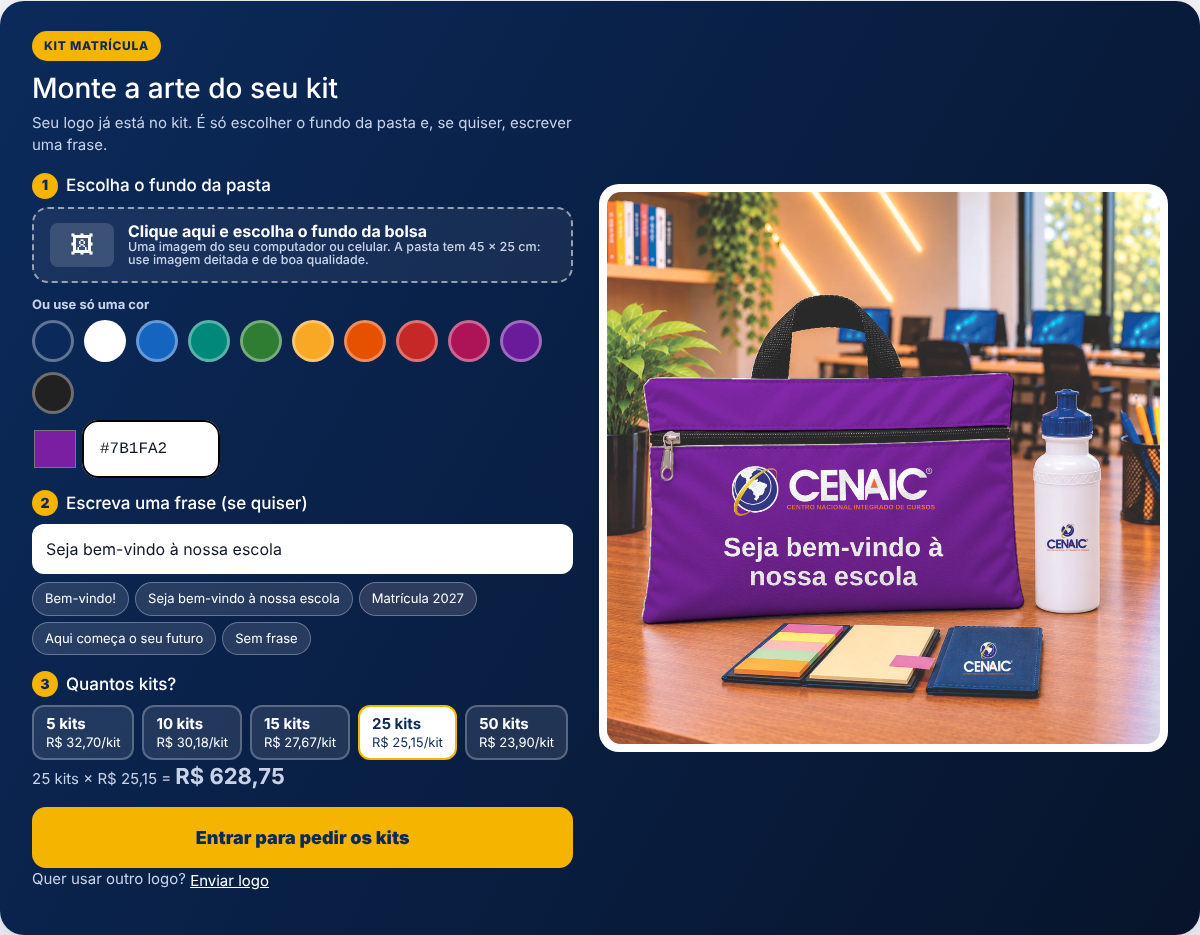 KIT MATRÍCULA
Monte a arte do seu kit
Seu logo já está no kit. É só escolher o fundo da pasta e, se quiser, escrever
uma frase.
1 Escolha o fundo da pasta
Clique aqui e escolha o fundo da bolsa
Uma imagem do seu computador ou celular. A pasta tem 45 × 25 cm:
use imagem deitada e de boa qualidade.
Ou use só uma cor
#7B1FA2
2 Escreva uma frase (se quiser)
Seja bem-vindo à nossa escola
Bem-vindo!
Seja bem-vindo à nossa escola
Matrícula 2027
Aqui começa o seu futuro
Sem frase
3 Quantos kits?
5 kits
R$ 32,70/kit
10 kits
R$ 30,18/kit
15 kits
R$ 27,67/kit
25 kits
R$ 25,15/kit
50 kits
R$ 23,90/kit
25 kits × R$ 25,15 = R$ 628,75
Entrar para pedir os kits
Quer usar outro logo? Enviar logo
CENAIC®
CENTRO NACIONAL INTEGRADO DE CURSOS
Seja bem-vindo à
nossa escola
CENAIC
CENAIC